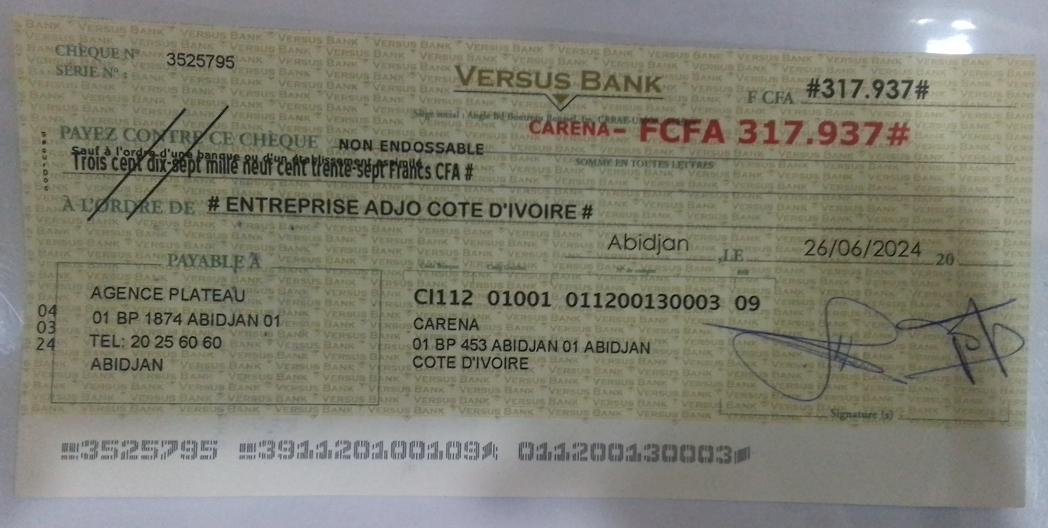 CHÈQUE N° 3525795
SÉRIE N° :
VERSUS BANK
F CFA #317.937#
CARENA- FCFA 317.937#
PAYEZ CONTRE CE CHÈQUE NON ENDOSSABLE
Sauf à l'ordre d'une banque ou d'un établissement assimilé
SOMME EN TOUTES LETTRES
Trois cent dix-sept mille neuf cent trente-sept Francs CFA #
À L'ORDRE DE # ENTREPRISE ADJO COTE D'IVOIRE #
Abidjan ,LE 26/06/2024 20
PAYABLE À
AGENCE PLATEAU
01 BP 1874 ABIDJAN 01
TEL: 20 25 60 60
ABIDJAN
04
03
24
CI112 01001 011200130003 09
CARENA
01 BP 453 ABIDJAN 01 ABIDJAN
COTE D'IVOIRE
Signature (s)
3525795 39112010010 9 011200130003